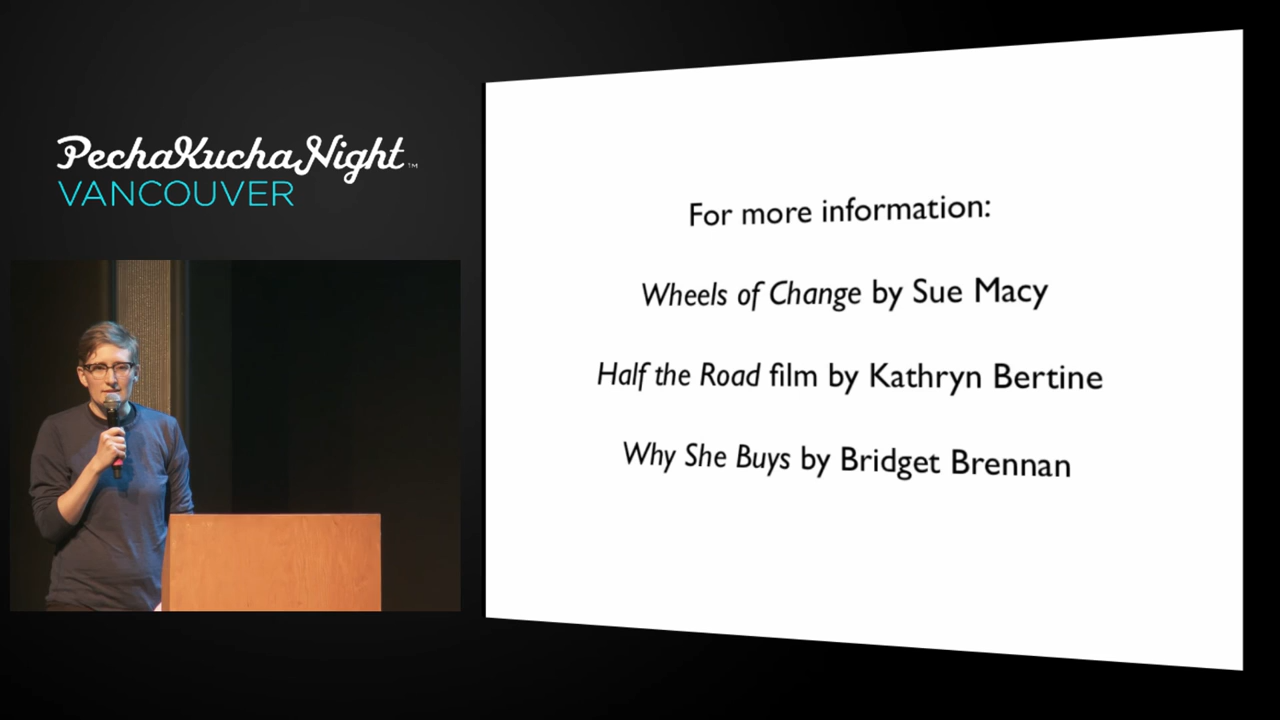 PechaKuchaNight™
VANCOUVER
For more information:
Wheels of Change by Sue Macy
Half the Road film by Kathryn Bertine
Why She Buys by Bridget Brennan